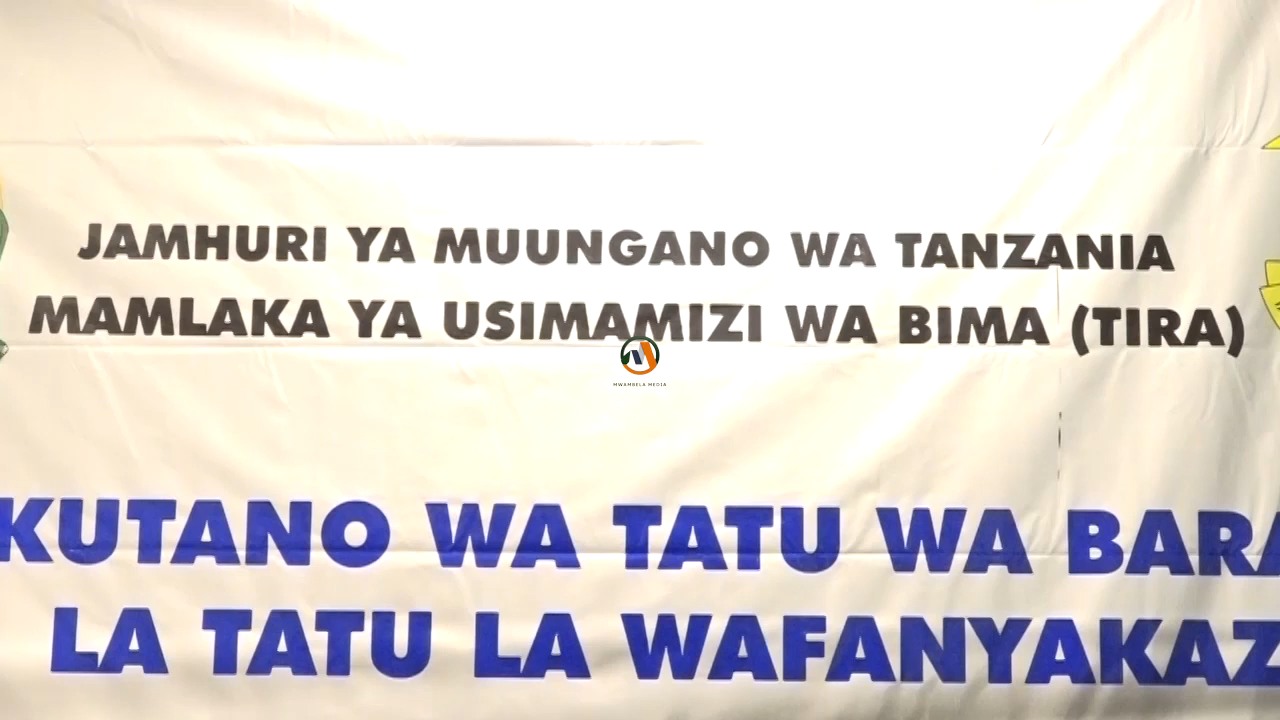 JAMHURI YA MUUNGANO WA TANZANIA
MAMLAKA YA USIMAMIZI WA BIMA (TIRA)
MWAMBELA MEDIA
KUTANO WA TATU WA BARA
LA TATU LA WAFANYAKAZ